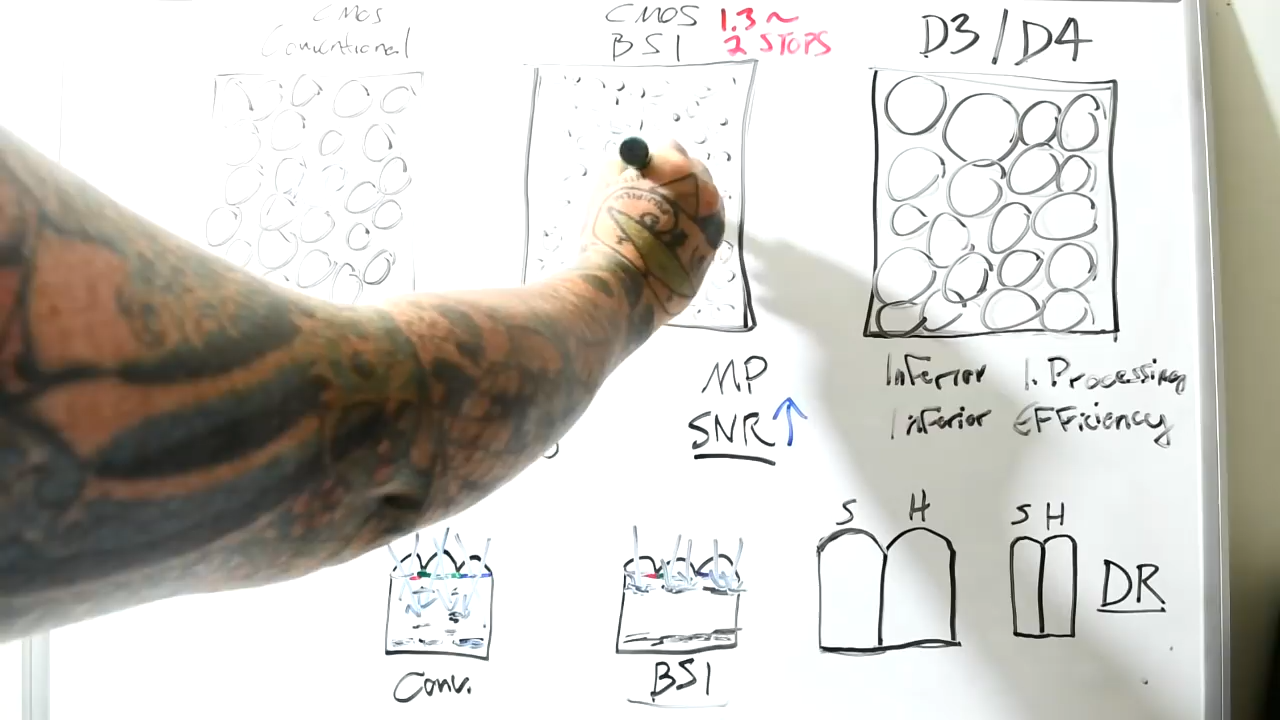 CMOS
Conventional
CMOS
BSI
1.3~
2 STOPS
D3/D4
MP
SNR↑
Inferior I. Processing
Inferior EFFiciency
S H
S H
DR
Conv.
BSI